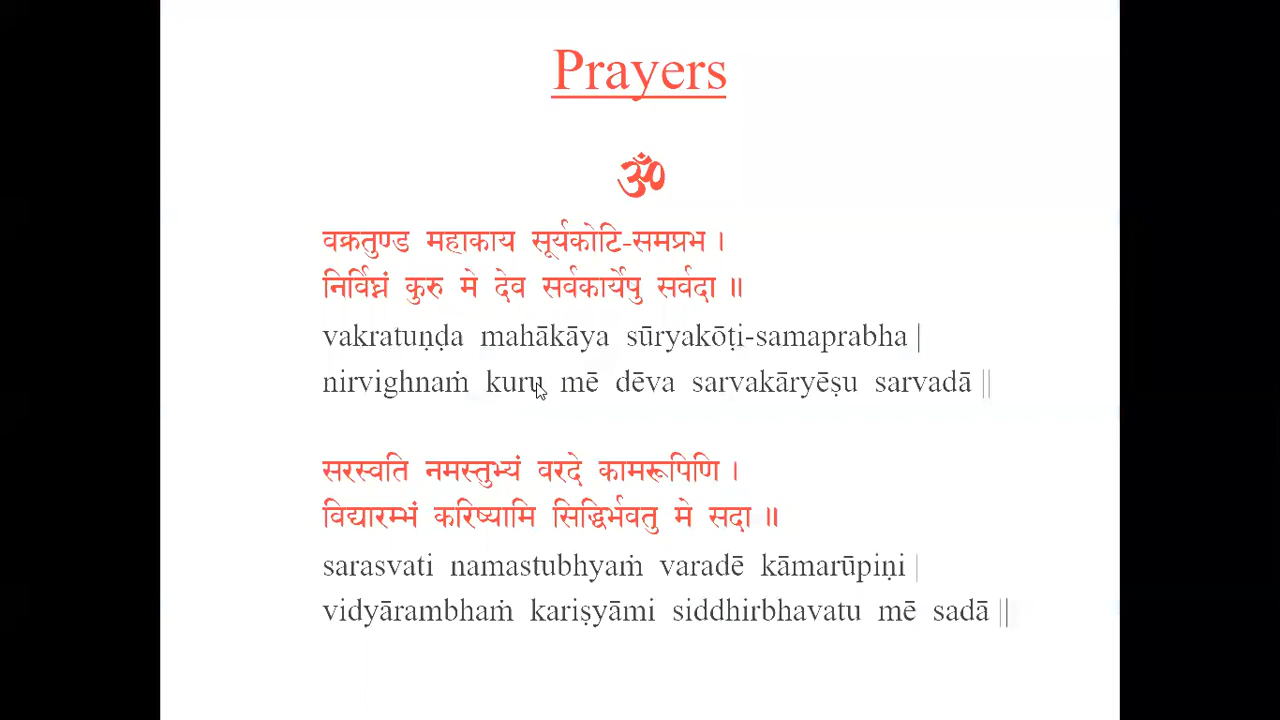 Prayers
ॐ
वक्रतुण्ड महाकाय सूर्यकोटि-समप्रभ ।
निर्विघ्नं कुरु मे देव सर्वकार्येषु सर्वदा ॥
vakratuṇḍa mahākāya sūryakōṭi-samaprabha |
nirvighnaṁ kuru mē dēva sarvakāryēṣu sarvadā ||
सरस्वति नमस्तुभ्यं वरदे कामरूपिणि ।
विद्यारम्भं करिष्यामि सिद्धिर्भवतु मे सदा ॥
sarasvati namastubhyaṁ varadē kāmarūpiṇi |
vidyārambhaṁ kariṣyāmi siddhirbhavatu mē sadā ||